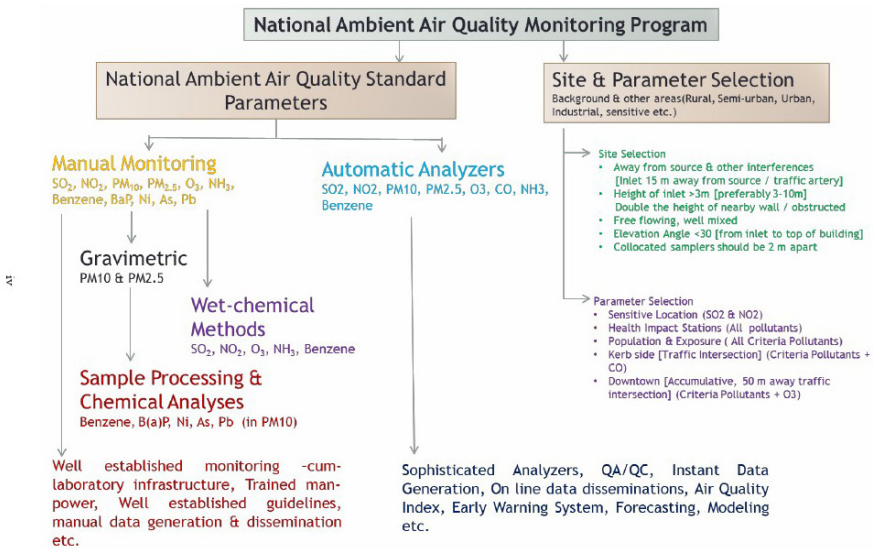 National Ambient Air Quality Monitoring Program
National Ambient Air Quality Standard
Parameters
Site & Parameter Selection
Background & other areas(Rural, Semi-urban, Urban,
Industrial, sensitive etc.)
Manual Monitoring
SO₂, NO₂, PM₁₀, PM₂.₅, O₃, NH₃,
Benzene, BaP, Ni, As, Pb
Automatic Analyzers
SO2, NO2, PM10, PM2.5, O3, CO, NH3,
Benzene
Site Selection
• Away from source & other interferences
[Inlet 15 m away from source / traffic artery]
• Height of inlet >3m [preferably 3-10m]
Double the height of nearby wall / obstructed
• Free flowing, well mixed
• Elevation Angle <30 [from inlet to top of building]
• Collocated samplers should be 2 m apart
Gravimetric
PM10 & PM2.5
iv
Wet-chemical
Methods
SO₂, NO₂, O₃, NH₃, Benzene
Parameter Selection
• Sensitive Location (SO2 & NO2)
• Health Impact Stations (All pollutants)
• Population & Exposure ( All Criteria Pollutants)
• Kerb side [Traffic Intersection] (Criteria Pollutants +
CO)
• Downtown [Accumulative, 50 m away traffic
intersection] (Criteria Pollutants + O3)
Sample Processing &
Chemical Analyses
Benzene, B(a)P, Ni, As, Pb (in PM10)
Well established monitoring -cum-
laboratory infrastructure, Trained man-
power, Well established guidelines,
manual data generation & dissemination
etc.
Sophisticated Analyzers, QA/QC, Instant Data
Generation, On line data disseminations, Air Quality
Index, Early Warning System, Forecasting, Modeling
etc.